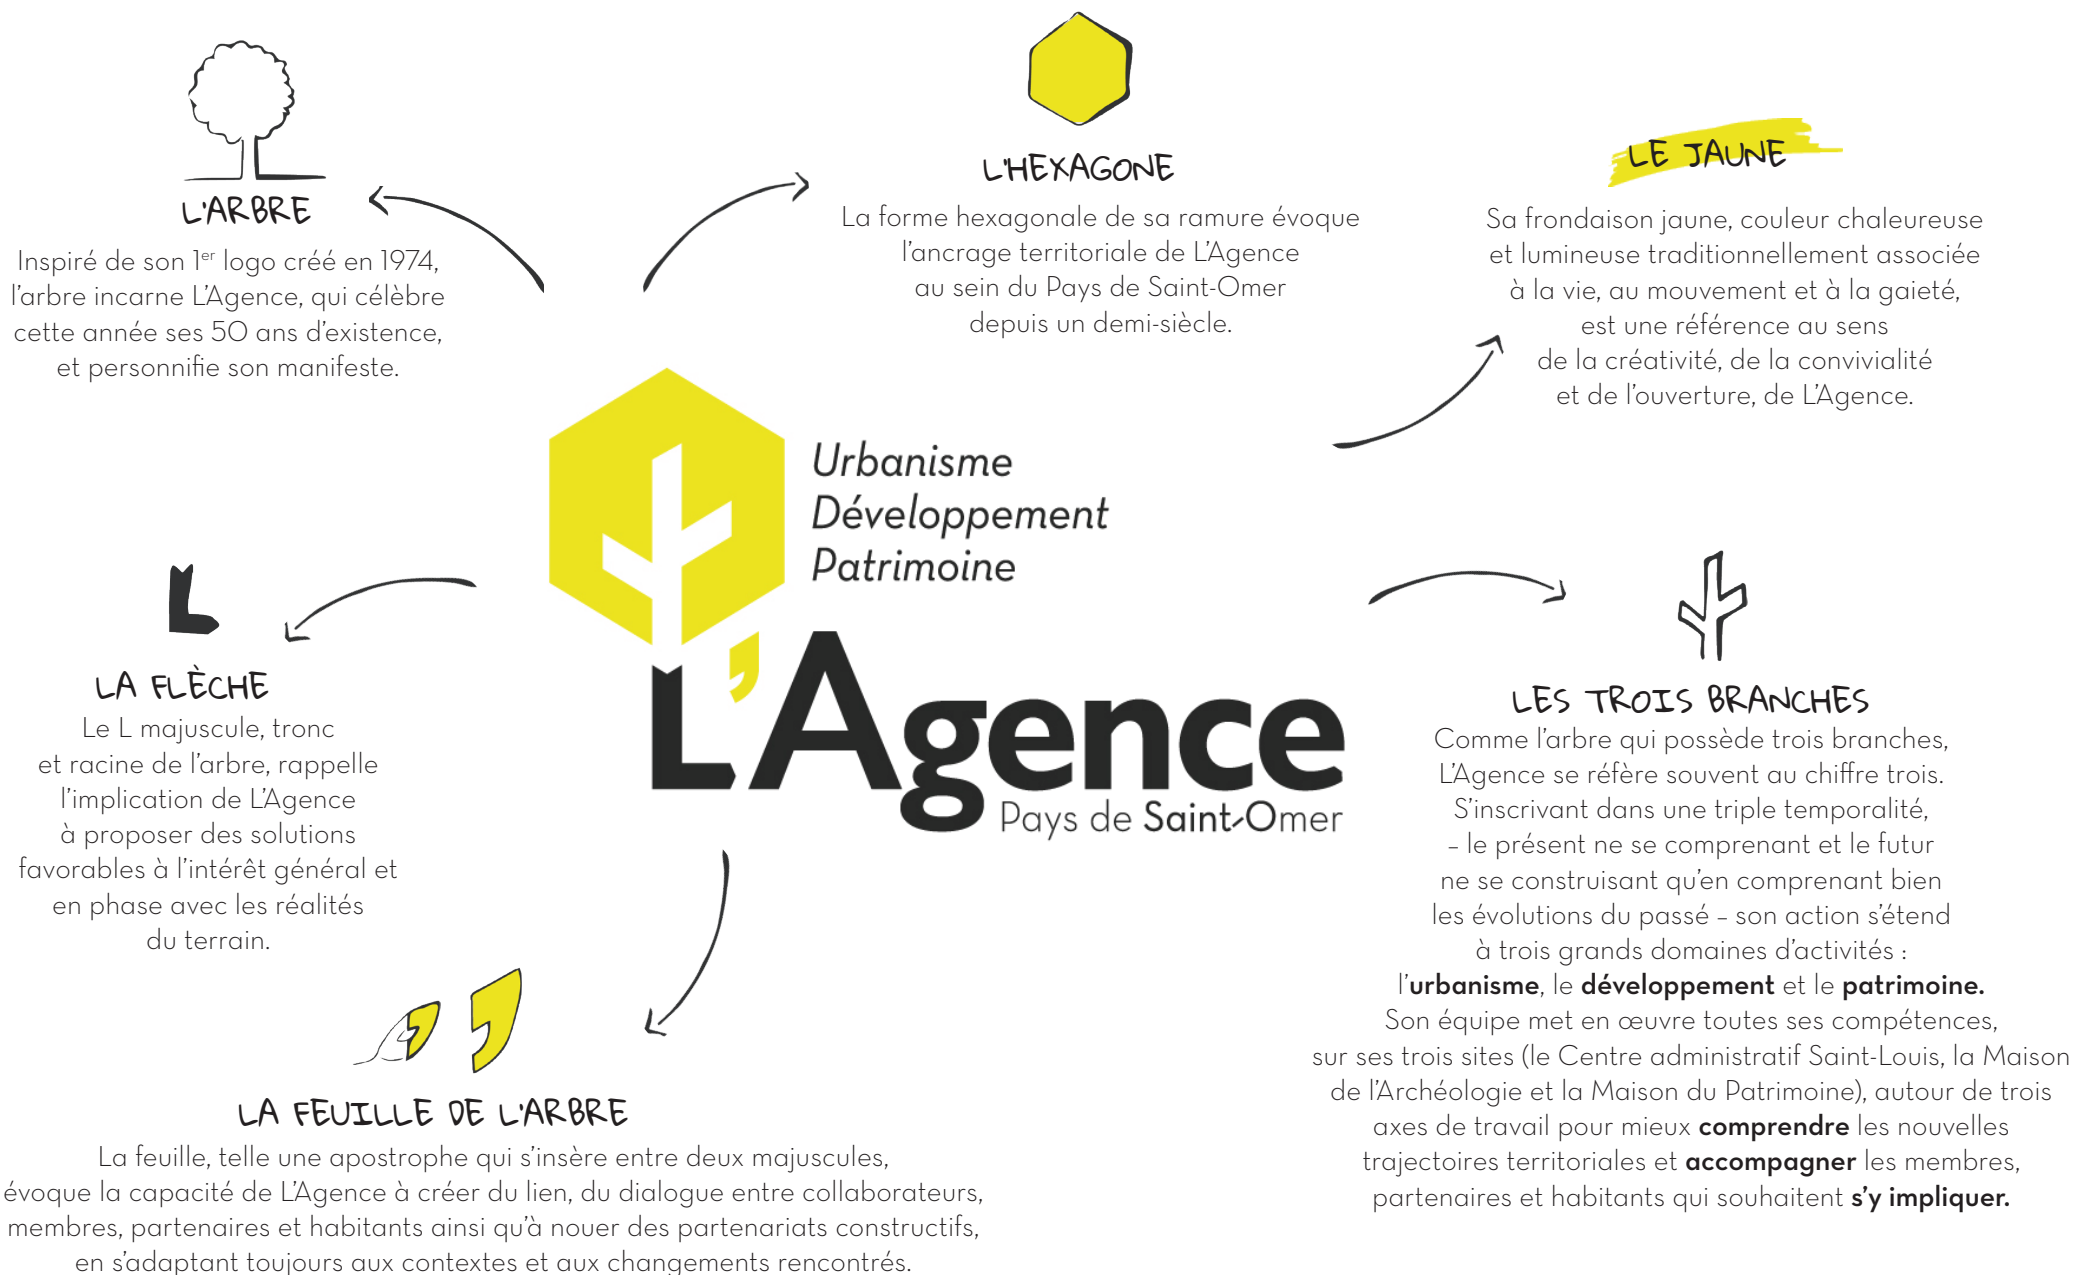 L'ARBRE
Inspiré de son 1er logo créé en 1974,
l'arbre incarne L'Agence, qui célèbre
cette année ses 50 ans d'existence,
et personnifie son manifeste.
L'HEXAGONE
La forme hexagonale de sa ramure évoque
l'ancrage territoriale de L'Agence
au sein du Pays de Saint-Omer
depuis un demi-siècle.
LE JAUNE
Sa frondaison jaune, couleur chaleureuse
et lumineuse traditionnellement associée
à la vie, au mouvement et à la gaieté,
est une référence au sens
de la créativité, de la convivialité
et de l'ouverture, de L'Agence.
Urbanisme
Développement
Patrimoine
L'Agence
Pays de Saint-Omer
L
LA FLÈCHE
Le L majuscule, tronc
et racine de l'arbre, rappelle
l'implication de L'Agence
à proposer des solutions
favorables à l'intérêt général et
en phase avec les réalités
du terrain.
LES TROIS BRANCHES
Comme l'arbre qui possède trois branches,
L'Agence se réfère souvent au chiffre trois.
S'inscrivant dans une triple temporalité,
– le présent ne se comprenant et le futur
ne se construisant qu'en comprenant bien
les évolutions du passé – son action s'étend
à trois grands domaines d'activités :
l'urbanisme, le développement et le patrimoine.
Son équipe met en œuvre toutes ses compétences,
sur ses trois sites (le Centre administratif Saint-Louis, la Maison
de l'Archéologie et la Maison du Patrimoine), autour de trois
axes de travail pour mieux comprendre les nouvelles
trajectoires territoriales et accompagner les membres,
partenaires et habitants qui souhaitent s'y impliquer.
LA FEUILLE DE L'ARBRE
La feuille, telle une apostrophe qui s'insère entre deux majuscules,
évoque la capacité de L'Agence à créer du lien, du dialogue entre collaborateurs,
membres, partenaires et habitants ainsi qu'à nouer des partenariats constructifs,
en s'adaptant toujours aux contextes et aux changements rencontrés.